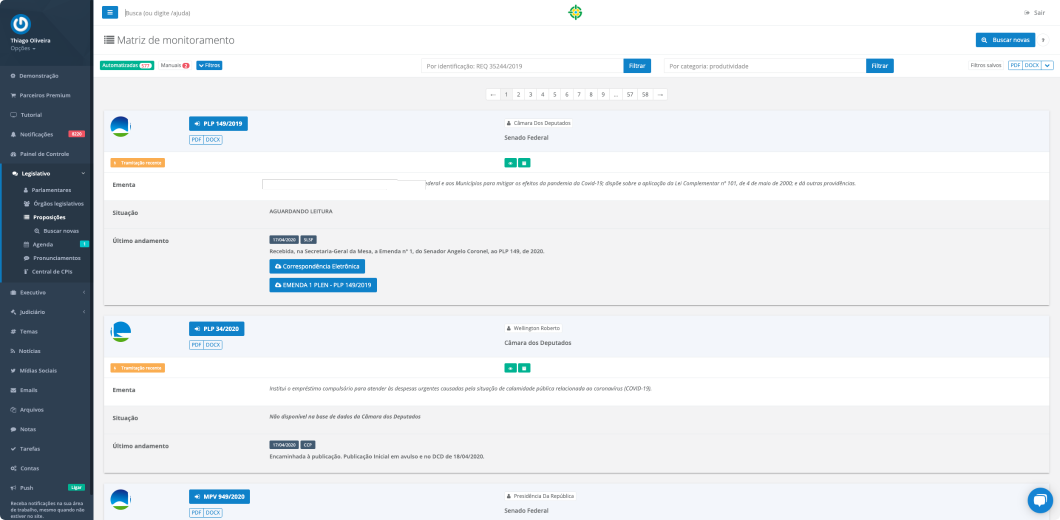 Busca (ou digite /ajuda)
Sair
Thiago Oliveira
Opções
Matriz de monitoramento
Buscar novas
Automatizadas 577
Manuais 2
Filtros
Por identificação: REQ 35244/2019
Filtrar
Por categoria: produtividade
Filtrar
Filtros salvos
PDF DOCX
← 1 2 3 4 5 6 7 8 9 ... 57 58 →
Demonstração
Parceiros Premium
Tutorial
Notificações 8230
Painel de Controle
Legislativo
Parlamentares
Órgãos legislativos
Proposições
Buscar novas
Agenda 1
Pronunciamentos
Central de CPIs
Executivo
Judiciário
Temas
Notícias
Mídias Sociais
Emails
Arquivos
Notas
Tarefas
Contas
Push Ligar
Receba notificações na sua área
de trabalho, mesmo quando não
estiver no site.
PLP 149/2019
PDF DOCX
Câmara Dos Deputados
Senado Federal
Tramitação recente
Ementa
ederal e aos Municípios para mitigar os efeitos da pandemia da Covid-19; dispõe sobre a aplicação da Lei Complementar nº 101, de 4 de maio de 2000; e dá outras providências.
Situação
AGUARDANDO LEITURA
Último andamento
17/04/2020 SLSF
Recebida, na Secretaria-Geral da Mesa, a Emenda nº 1, do Senador Angelo Coronel, ao PLP 149, de 2020.
Correspondência Eletrônica
EMENDA 1 PLEN - PLP 149/2019
PLP 34/2020
PDF DOCX
Wellington Roberto
Câmara dos Deputados
Tramitação recente
Ementa
Institui o empréstimo compulsório para atender às despesas urgentes causadas pela situação de calamidade pública relacionada ao coronavírus (COVID-19).
Situação
Não disponível na base de dados da Câmara dos Deputados
Último andamento
17/04/2020 CCP
Encaminhada à publicação. Publicação Inicial em avulso e no DCD de 18/04/2020.
MPV 949/2020
PDF DOCX
Presidência Da República
Senado Federal